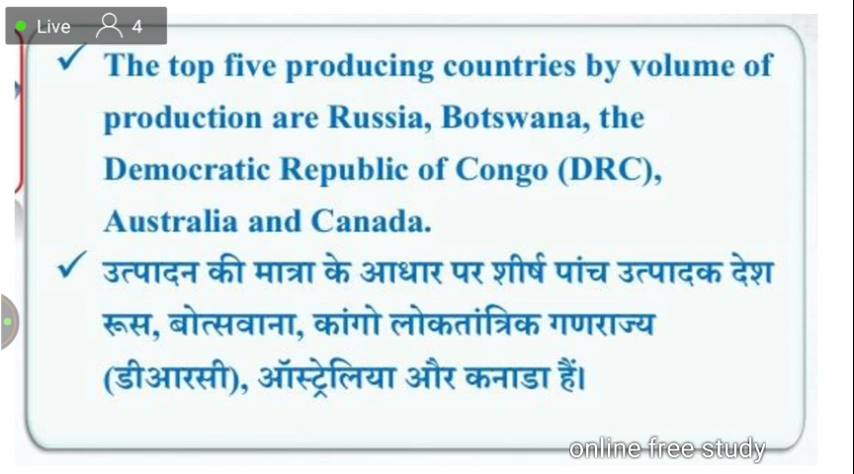 Live 4
✓ The top five producing countries by volume of
production are Russia, Botswana, the
Democratic Republic of Congo (DRC),
Australia and Canada.
✓ उत्पादन की मात्रा के आधार पर शीर्ष पांच उत्पादक देश
रूस, बोत्सवाना, कांगो लोकतांत्रिक गणराज्य
(डीआरसी), ऑस्ट्रेलिया और कनाडा हैं।
online free study